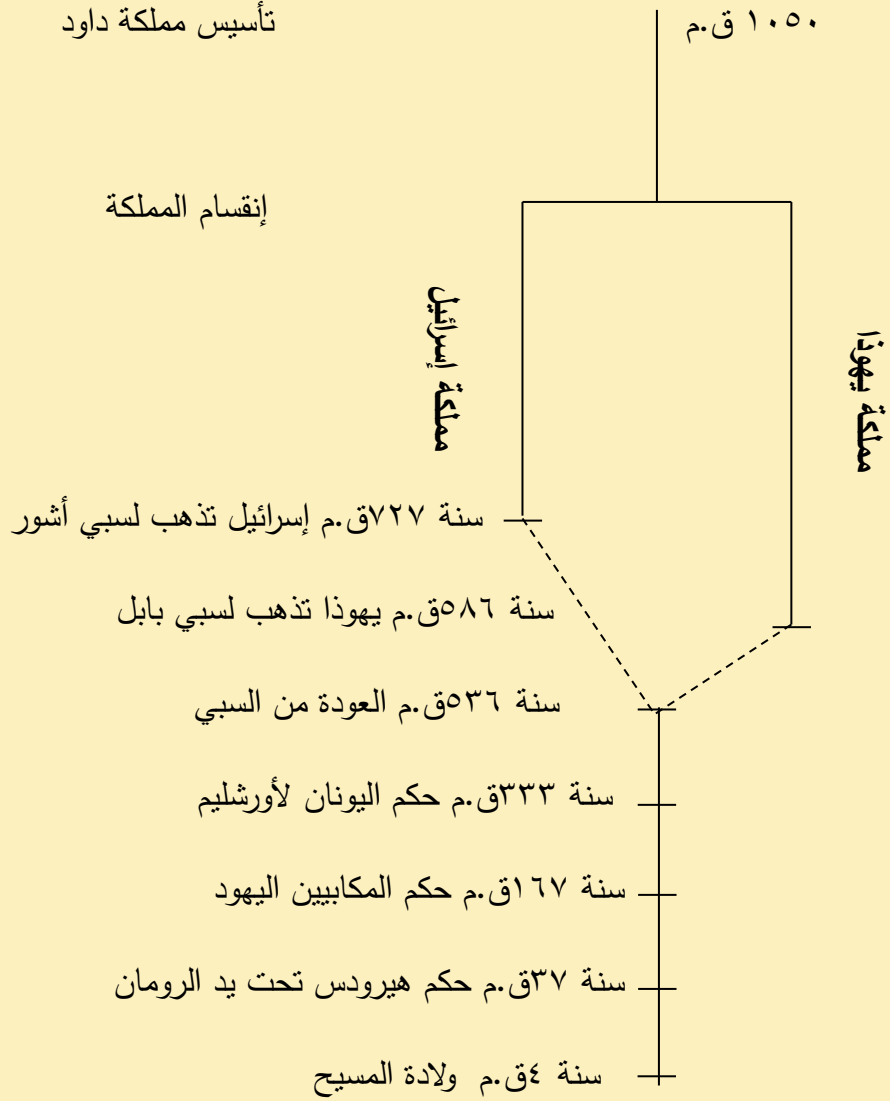 ١٠٥٠ ق.م تأسيس مملكة داود
إنقسام المملكة
مملكة يهوذا
مملكة إسرائيل
سنة ٧٢٧ق.م إسرائيل تذهب لسبي أشور
سنة ٥٨٦ق.م يهوذا تذهب لسبي بابل
سنة ٥٣٦ق.م العودة من السبي
سنة ٣٣٣ق.م حكم اليونان لأورشليم
سنة ١٦٧ق.م حكم المكابيين اليهود
سنة ٣٧ق.م حكم هيرودس تحت يد الرومان
سنة ٤ق.م ولادة المسيح